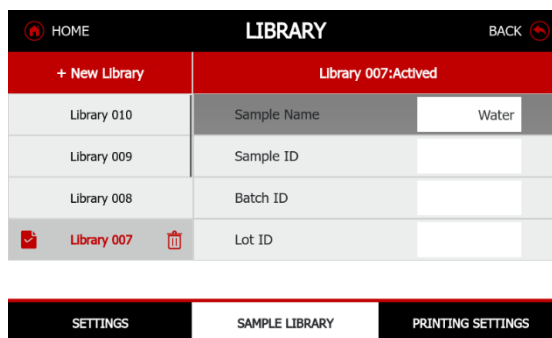 HOME LIBRARY BACK
+ New Library Library 007:Actived
Library 010 Sample Name Water
Library 009 Sample ID
Library 008 Batch ID
Library 007 Lot ID
SETTINGS SAMPLE LIBRARY PRINTING SETTINGS